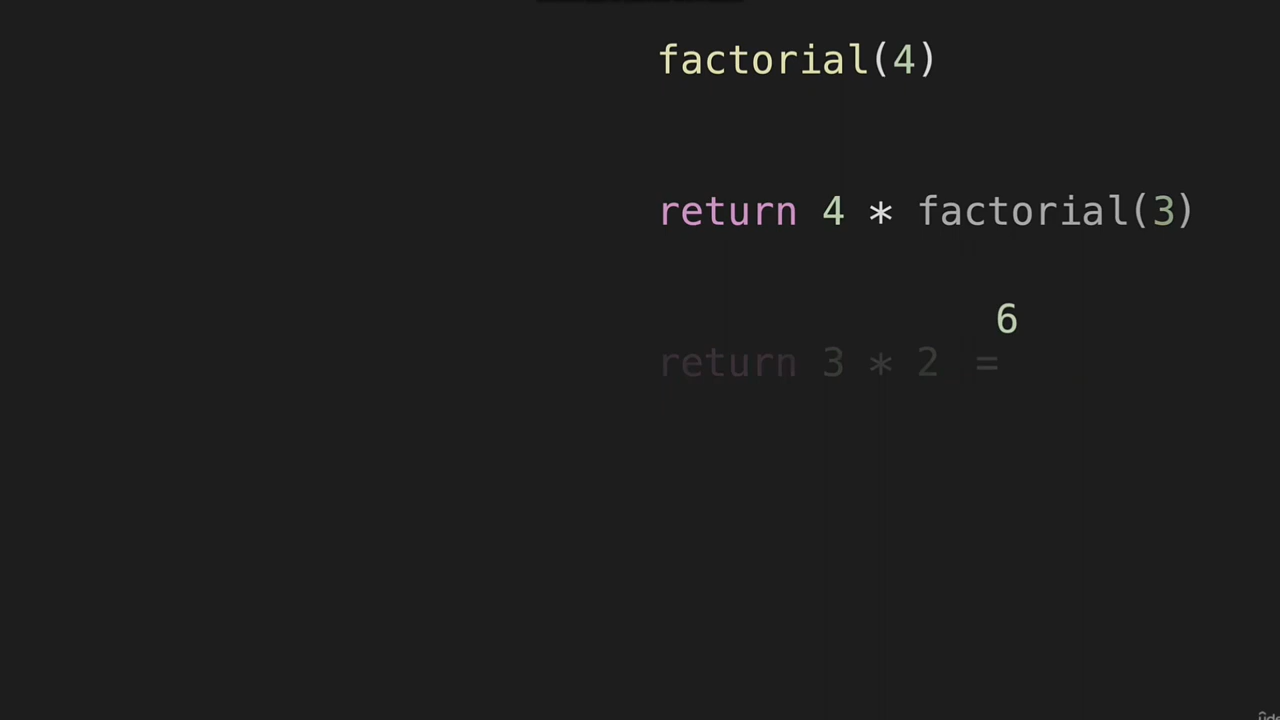 factorial(4)
return 4 * factorial(3)
6
return 3 * 2 =